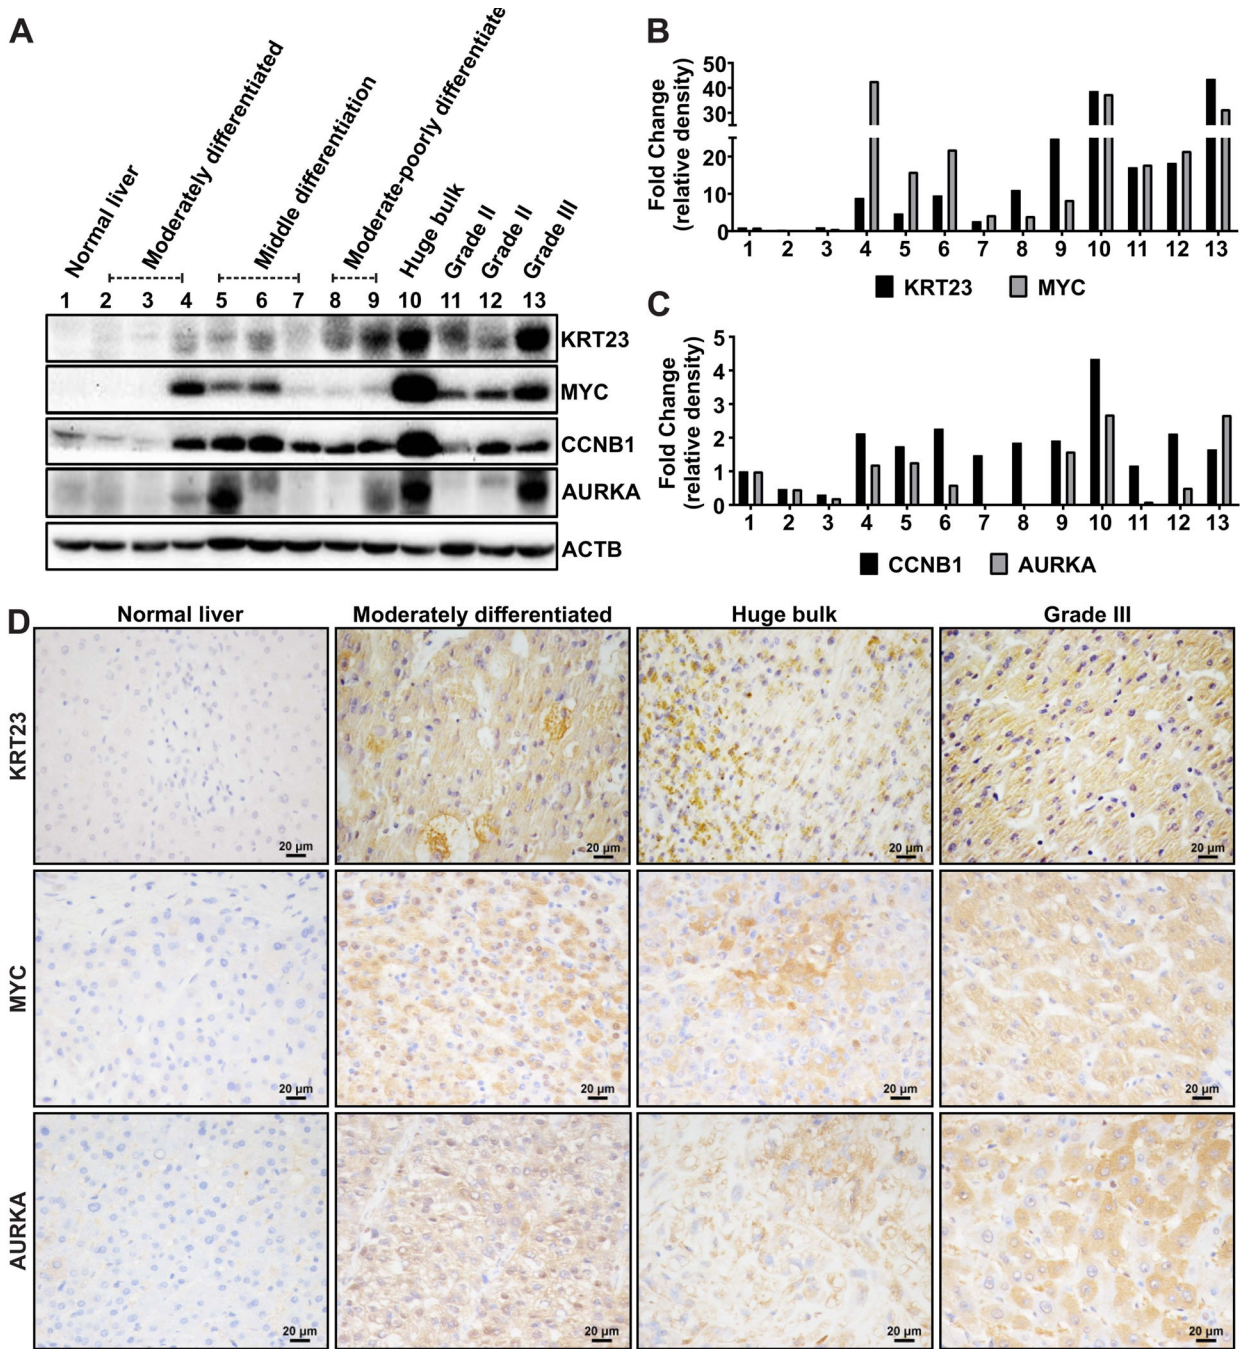 A
Normal liver
Moderately differentiated
Middle differentiation
Moderate-poorly differentiate
Huge bulk
Grade II
Grade II
Grade III
1 2 3 4 5 6 7 8 9 10 11 12 13
KRT23
MYC
CCNB1
AURKA
ACTB
B
Fold Change
(relative density)
50
40
30
20
10
0
1 2 3 4 5 6 7 8 9 10 11 12 13
KRT23 MYC
C
Fold Change
(relative density)
5
4
3
2
1
0
1 2 3 4 5 6 7 8 9 10 11 12 13
CCNB1 AURKA
D
Normal liver Moderately differentiated Huge bulk Grade III
KRT23
20 µm 20 µm 20 µm 20 µm
MYC
20 µm 20 µm 20 µm 20 µm
AURKA
20 µm 20 µm 20 µm 20 µm